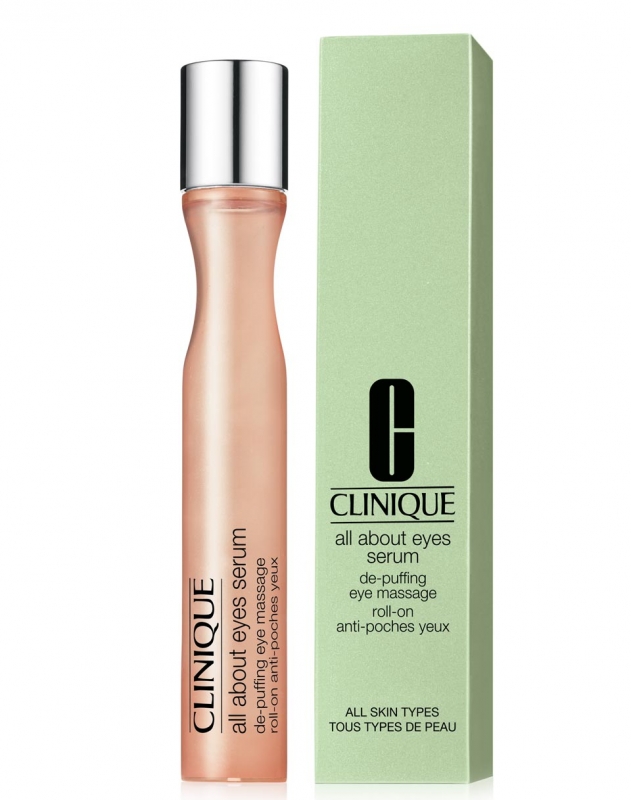 CLINIQUE
all about eyes serum
de-puffing eye massage
roll-on anti-poches yeux
C
CLINIQUE
all about eyes
serum
de-puffing
eye massage
roll-on
anti-poches yeux
ALL SKIN TYPES
TOUS TYPES DE PEAU